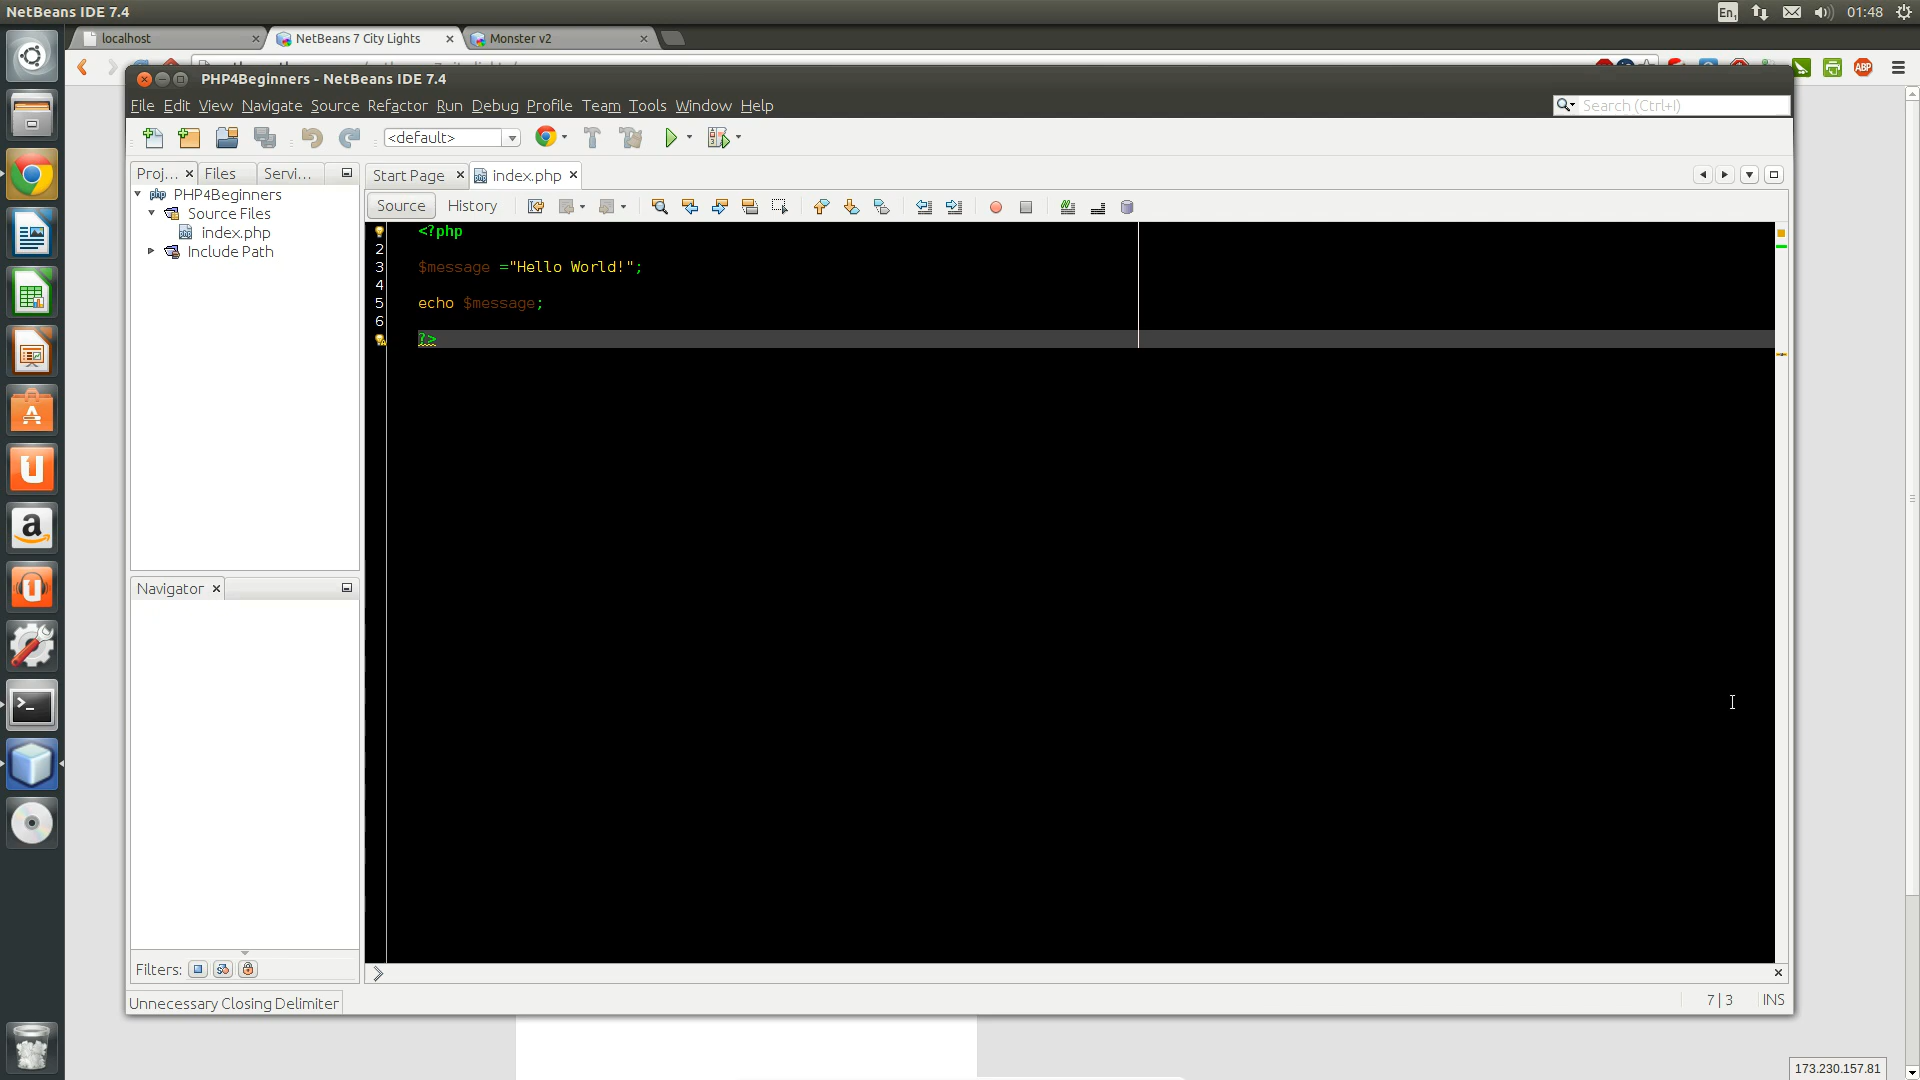 NetBeans IDE 7.4
En
01:48
localhost
NetBeans 7 City Lights
Monster v2
ABP
PHP4Beginners - NetBeans IDE 7.4
File Edit View Navigate Source Refactor Run Debug Profile Team Tools Window Help
Search (Ctrl+I)
<default>
Proj...
Files
Servi...
Start Page
index.php
PHP4Beginners
Source Files
index.php
Include Path
Source
History
<?php
2
3 $message ="Hello World!";
4
5 echo $message;
6
?>
Navigator
Filters:
Unnecessary Closing Delimiter
7|3
INS
173.230.157.81